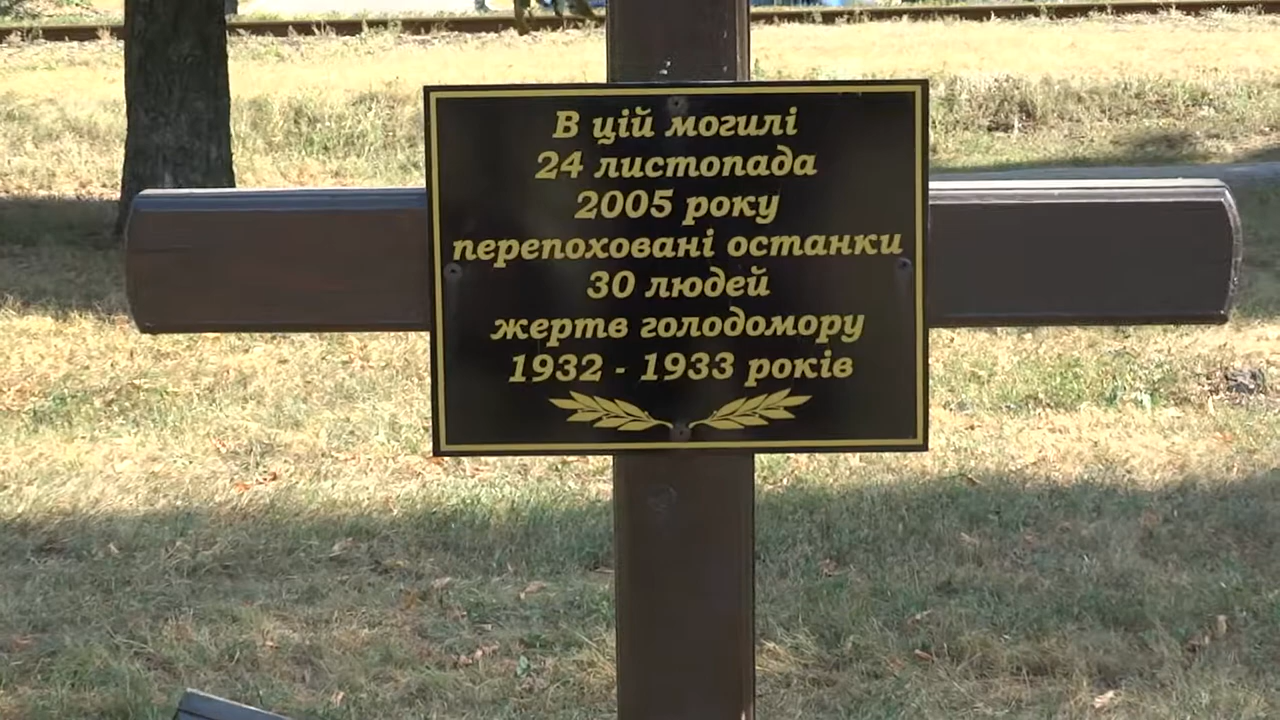 В цій могилі
24 листопада
2005 року
перепоховані останки
30 людей
жертв голодомору
1932 - 1933 років